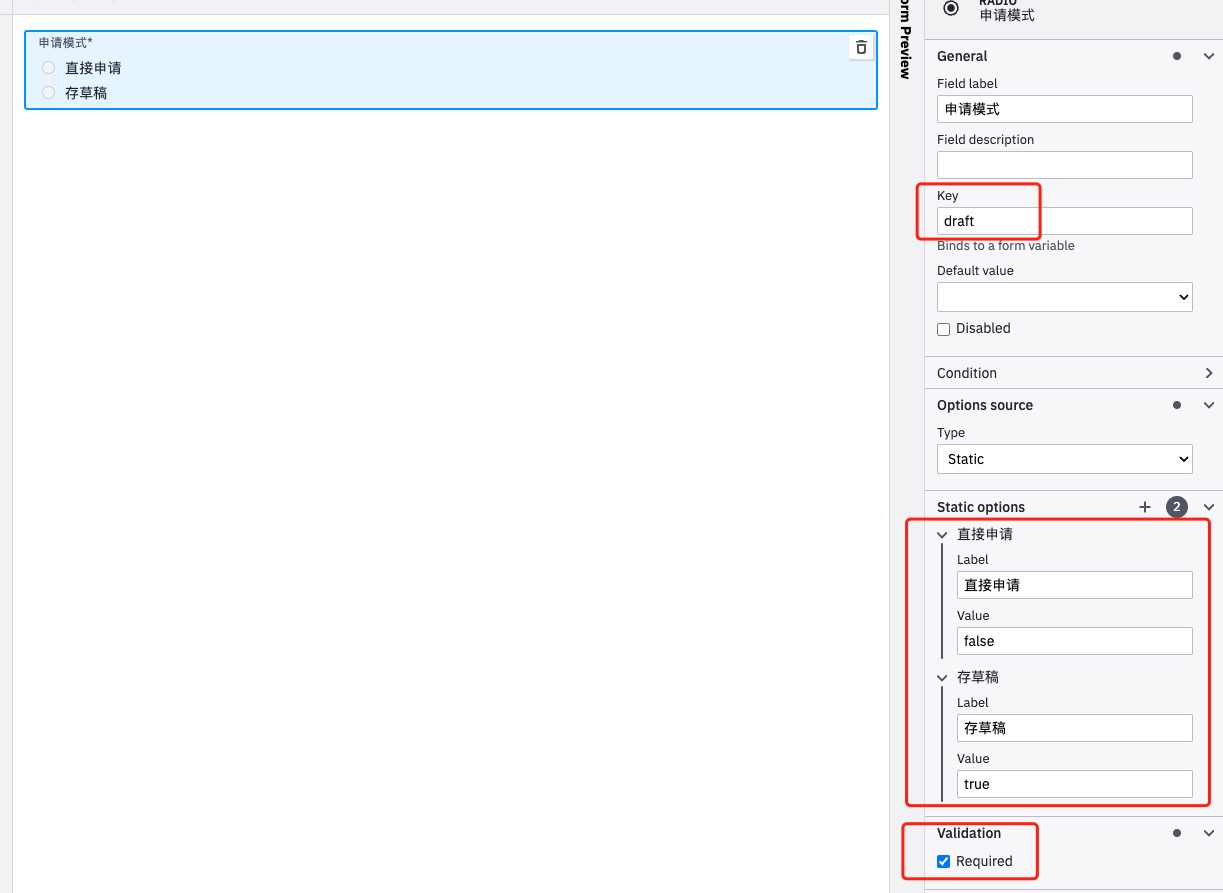 申请模式*
直接申请
存草稿
orm Preview
RADIO
申请模式
General
Field label
申请模式
Field description
Key
draft
Binds to a form variable
Default value
Disabled
Condition
Options source
Type
Static
Static options
2
直接申请
Label
直接申请
Value
false
存草稿
Label
存草稿
Value
true
Validation
Required